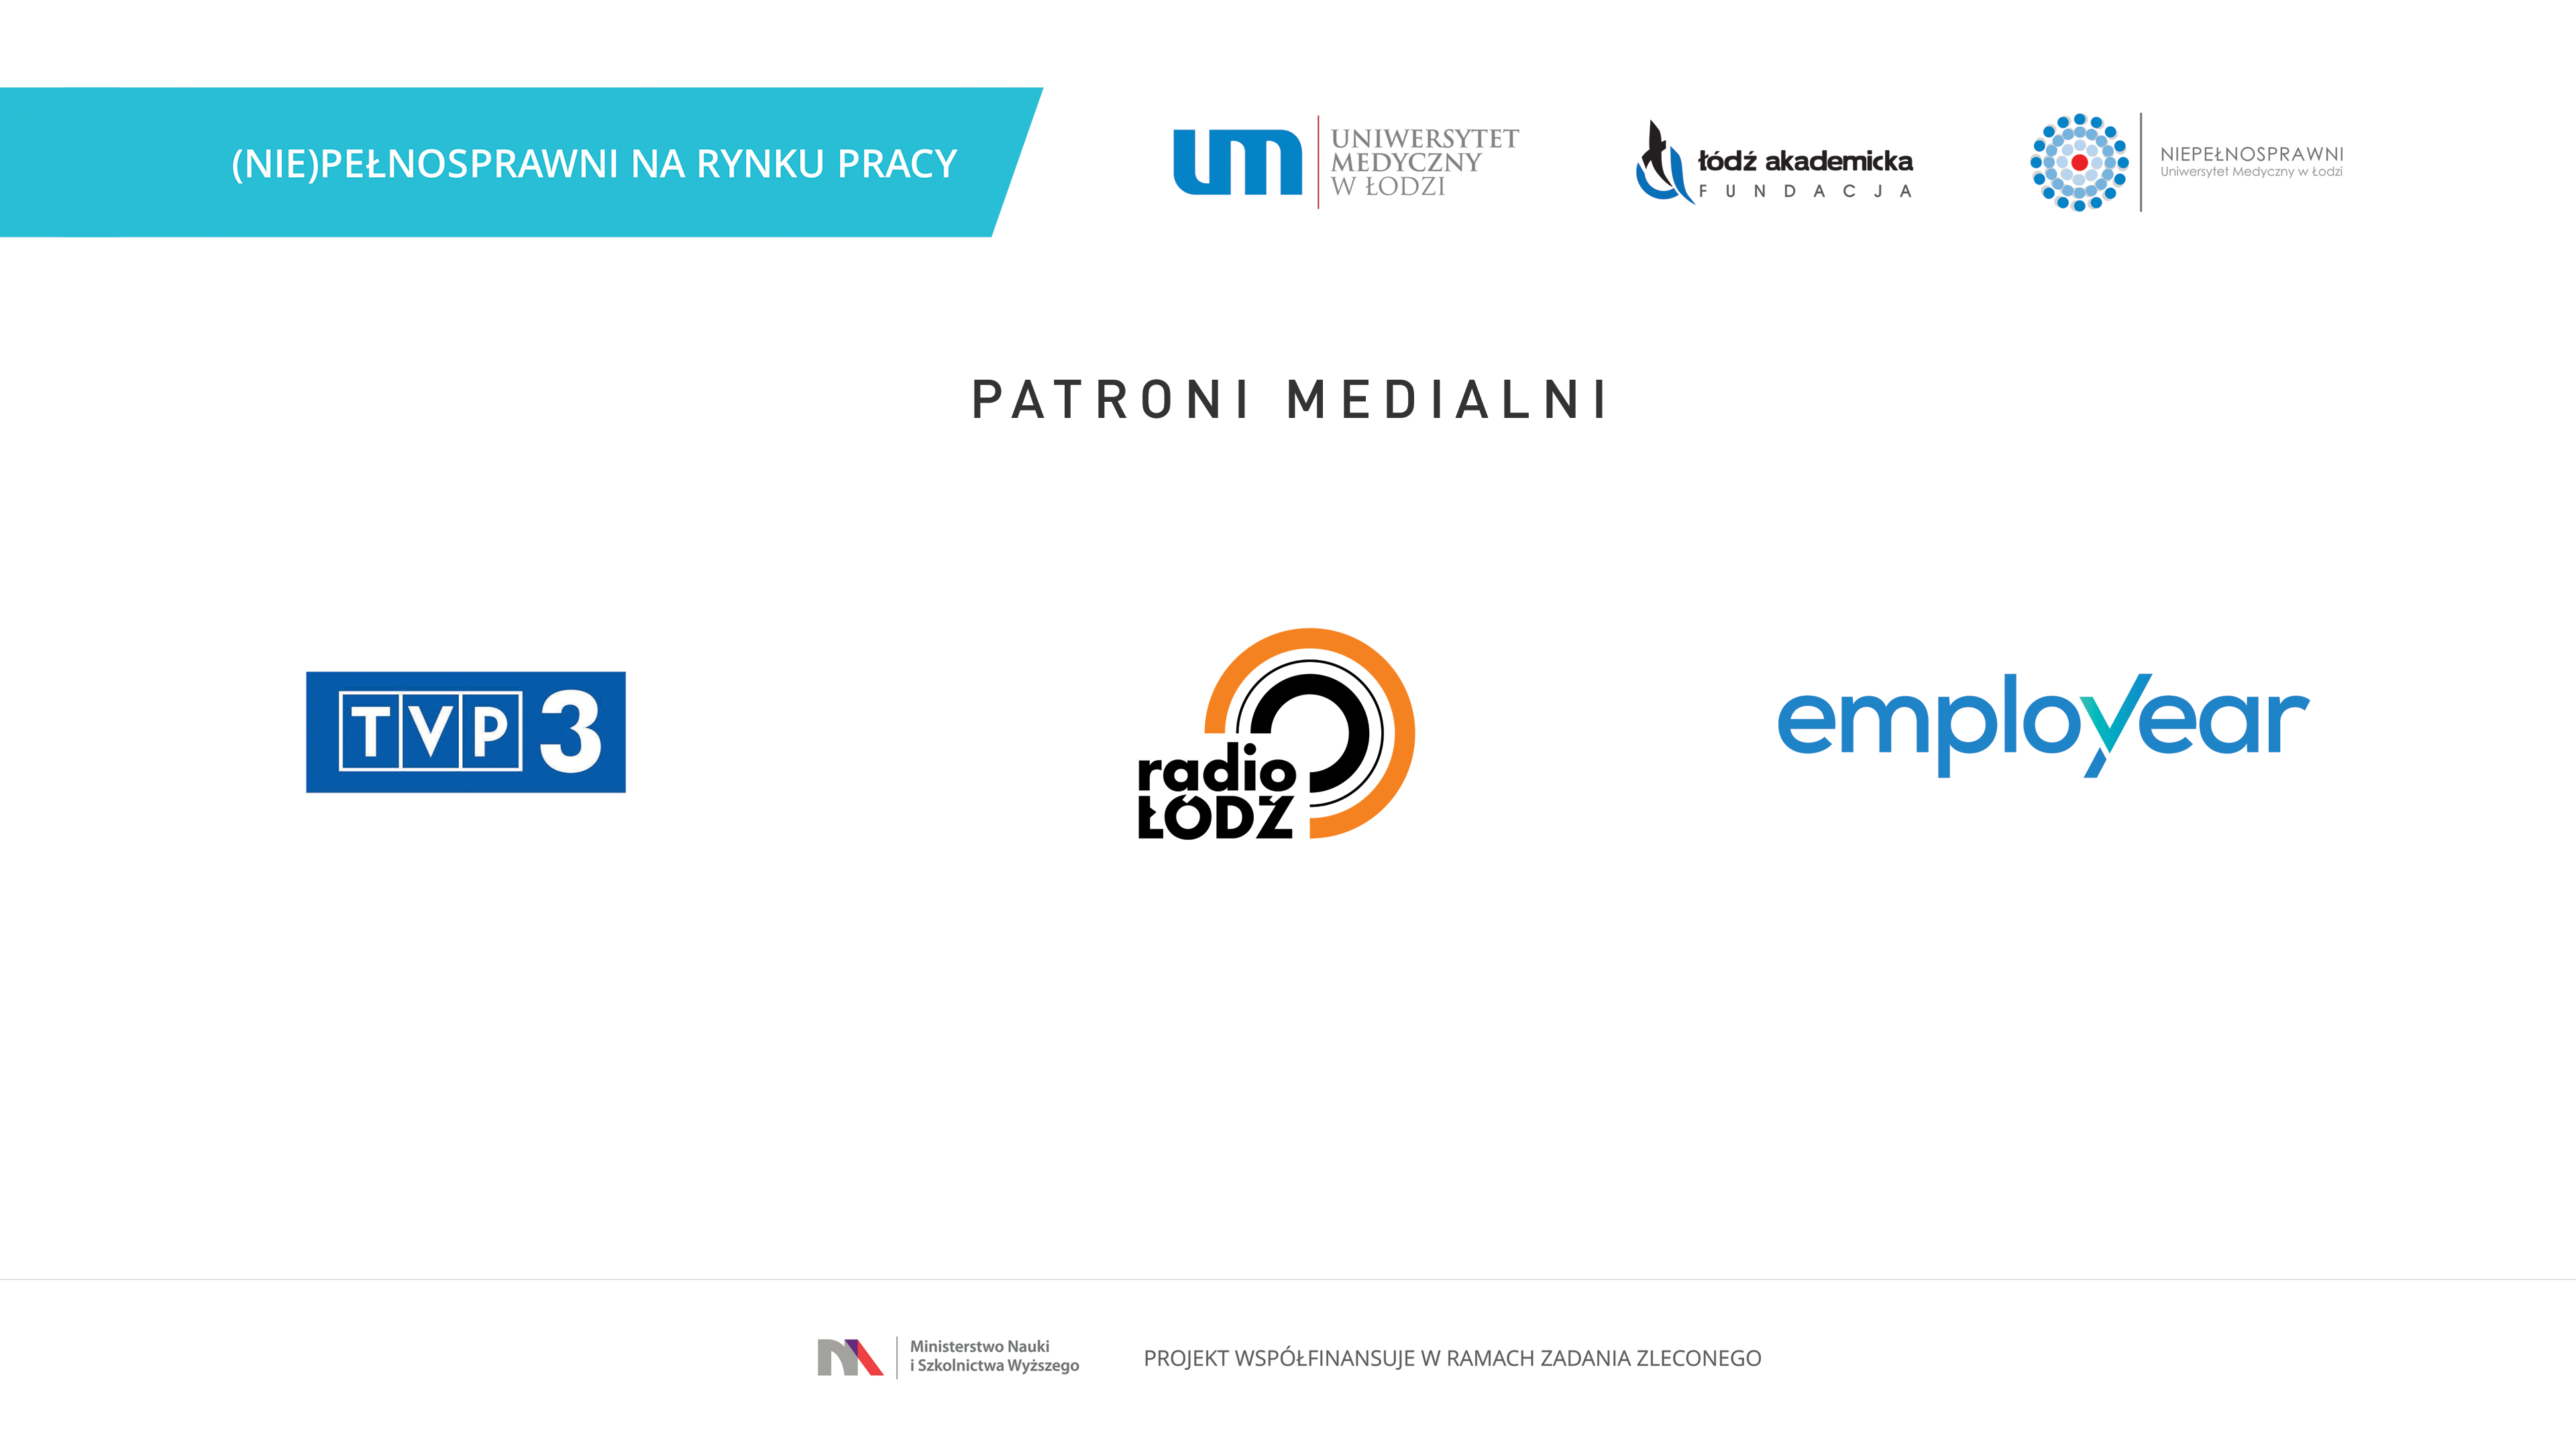 (NIE)PEŁNOSPRAWNI NA RYNKU PRACY
UNIWERSYTET
MEDYCZNY
W ŁODZI
łódź akademicka
FUNDACJA
NIEPEŁNOSPRAWNI
Uniwersytet Medyczny w Łodzi
PATRONI MEDIALNI
TVP 3
radio
ŁÓDŹ
employear
Ministerstwo Nauki
i Szkolnictwa Wyższego
PROJEKT WSPÓŁFINANSUJE W RAMACH ZADANIA ZLECONEGO